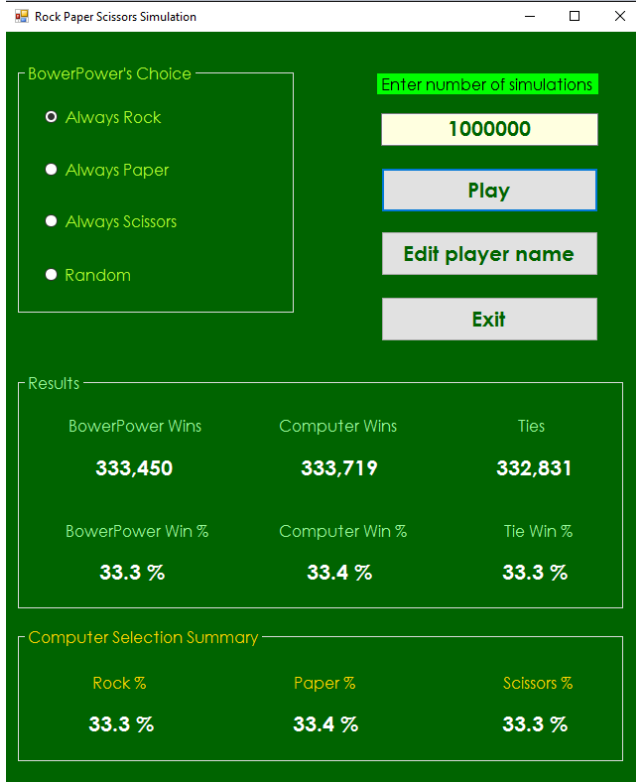 Rock Paper Scissors Simulation
BowerPower's Choice
Always Rock
Always Paper
Always Scissors
Random
Enter number of simulations
1000000
Play
Edit player name
Exit
Results
BowerPower Wins Computer Wins Ties
333,450 333,719 332,831
BowerPower Win % Computer Win % Tie Win %
33.3 % 33.4 % 33.3 %
Computer Selection Summary
Rock % Paper % Scissors %
33.3 % 33.4 % 33.3 %